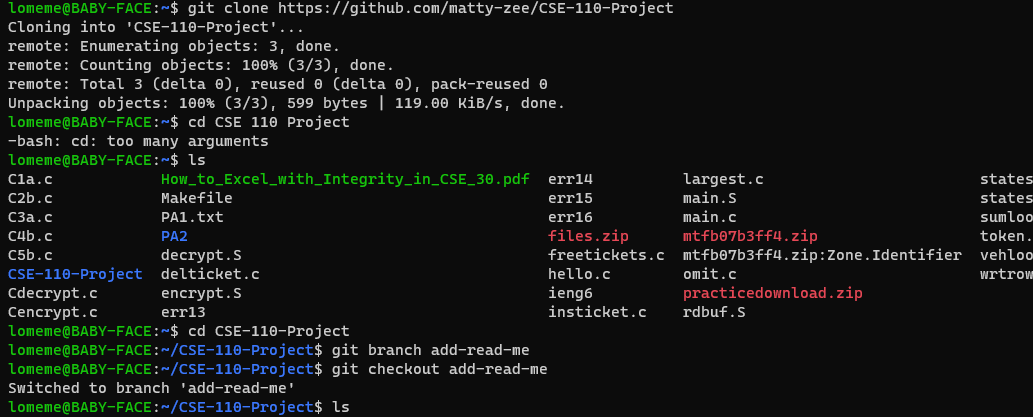 lomeme@BABY-FACE:~$ git clone https://github.com/matty-zee/CSE-110-Project
Cloning into 'CSE-110-Project'...
remote: Enumerating objects: 3, done.
remote: Counting objects: 100% (3/3), done.
remote: Total 3 (delta 0), reused 0 (delta 0), pack-reused 0
Unpacking objects: 100% (3/3), 599 bytes | 119.00 KiB/s, done.
lomeme@BABY-FACE:~$ cd CSE 110 Project
-bash: cd: too many arguments
lomeme@BABY-FACE:~$ ls
C1a.c How_to_Excel_with_Integrity_in_CSE_30.pdf err14 largest.c states
C2b.c Makefile err15 main.S states
C3a.c PA1.txt err16 main.c sumloo
C4b.c PA2 files.zip mtfb07b3ff4.zip token.
C5b.c decrypt.S freetickets.c mtfb07b3ff4.zip:Zone.Identifier vehloo
CSE-110-Project delticket.c hello.c omit.c wrtrow
Cdecrypt.c encrypt.S ieng6 practicedownload.zip
Cencrypt.c err13 insticket.c rdbuf.S
lomeme@BABY-FACE:~$ cd CSE-110-Project
lomeme@BABY-FACE:~/CSE-110-Project$ git branch add-read-me
lomeme@BABY-FACE:~/CSE-110-Project$ git checkout add-read-me
Switched to branch 'add-read-me'
lomeme@BABY-FACE:~/CSE-110-Project$ ls